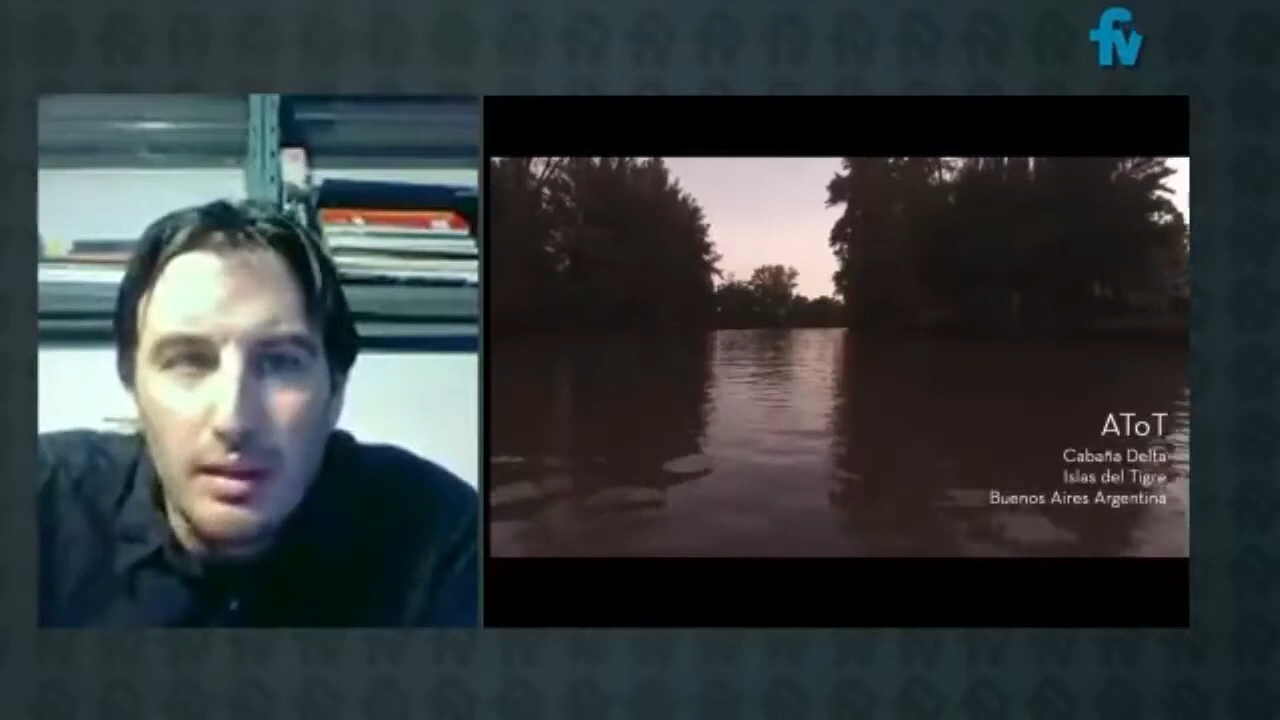 fv
AToT
Cabaña Delta
Islas del Tigre
Buenos Aires Argentina